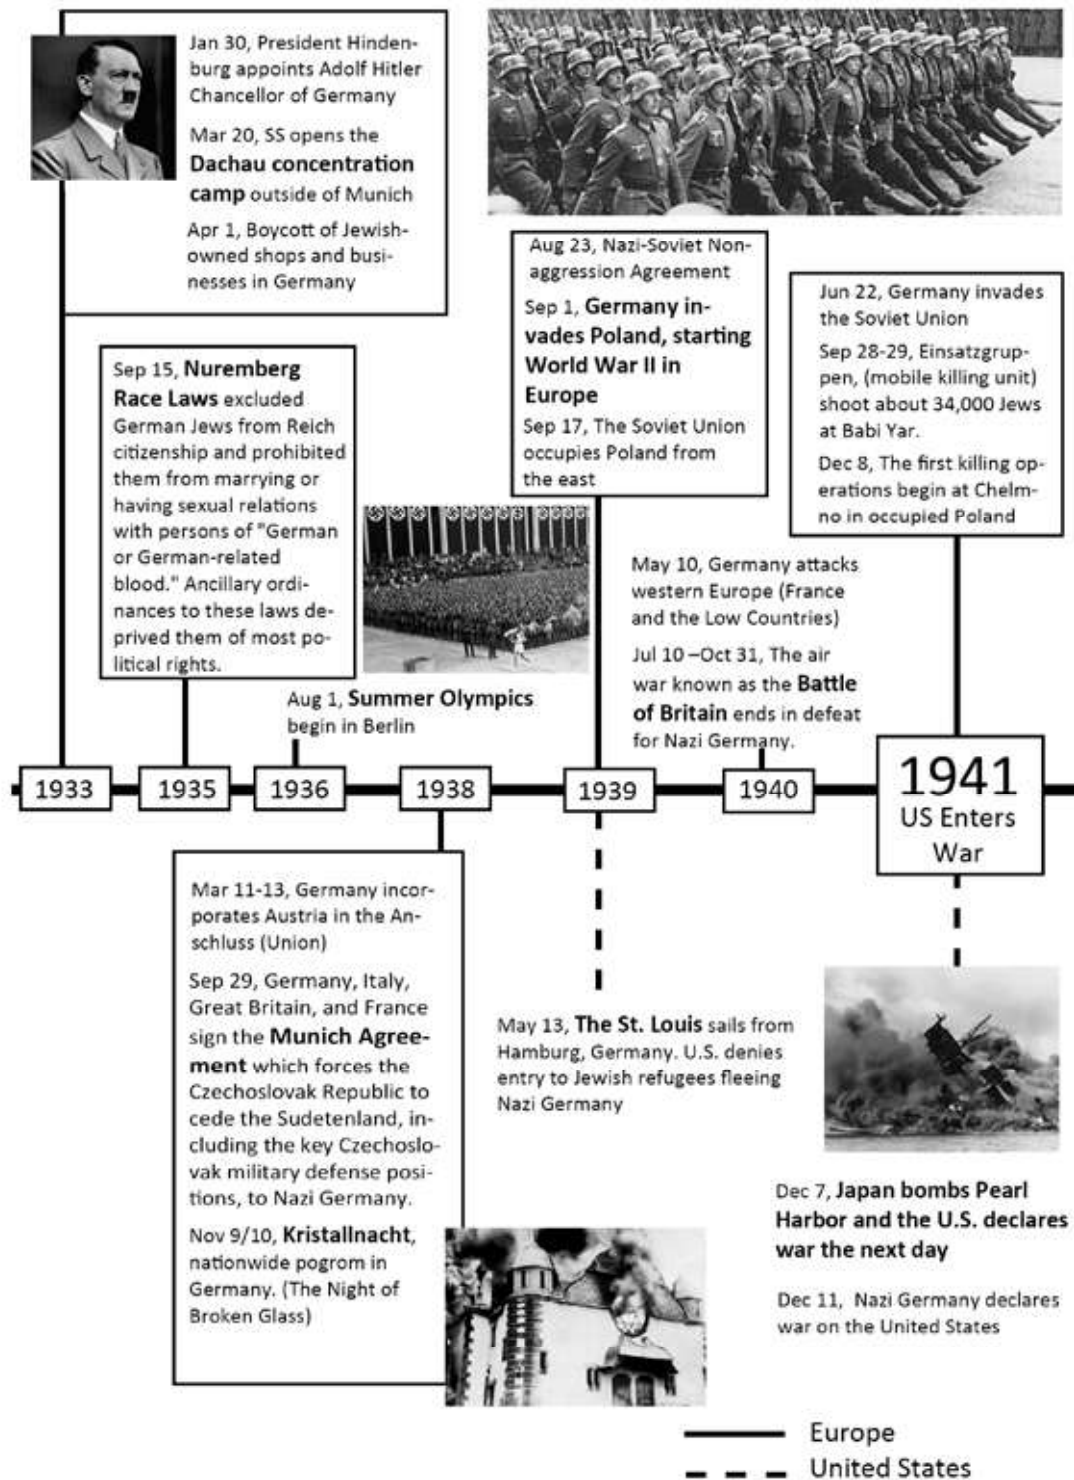 Jan 30, President Hinden-
burg appoints Adolf Hitler
Chancellor of Germany
Mar 20, SS opens the
Dachau concentration
camp outside of Munich
Apr 1, Boycott of Jewish-
owned shops and busi-
nesses in Germany
Sep 15, Nuremberg
Race Laws excluded
German Jews from Reich
citizenship and prohibited
them from marrying or
having sexual relations
with persons of "German
or German-related
blood." Ancillary ordi-
nances to these laws de-
prived them of most po-
litical rights.
Aug 1, Summer Olympics
begin in Berlin
Aug 23, Nazi-Soviet Non-
aggression Agreement
Sep 1, Germany in-
vades Poland, starting
World War II in
Europe
Sep 17, The Soviet Union
occupies Poland from
the east
May 10, Germany attacks
western Europe (France
and the Low Countries)
Jul 10 –Oct 31, The air
war known as the Battle
of Britain ends in defeat
for Nazi Germany.
Jun 22, Germany invades
the Soviet Union
Sep 28-29, Einsatzgrup-
pen, (mobile killing unit)
shoot about 34,000 Jews
at Babi Yar.
Dec 8, The first killing op-
erations begin at Chelm-
no in occupied Poland
1933
1935
1936
1938
1939
1940
1941
US Enters
War
Mar 11-13, Germany incor-
porates Austria in the An-
schluss (Union)
Sep 29, Germany, Italy,
Great Britain, and France
sign the Munich Agree-
ment which forces the
Czechoslovak Republic to
cede the Sudetenland, in-
cluding the key Czechoslo-
vak military defense posi-
tions, to Nazi Germany.
Nov 9/10, Kristallnacht,
nationwide pogrom in
Germany. (The Night of
Broken Glass)
May 13, The St. Louis sails from
Hamburg, Germany. U.S. denies
entry to Jewish refugees fleeing
Nazi Germany
Dec 7, Japan bombs Pearl
Harbor and the U.S. declares
war the next day
Dec 11, Nazi Germany declares
war on the United States
Europe
United States